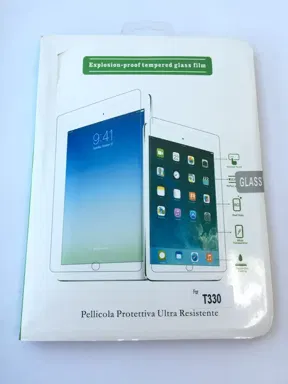 Explosion-proof tempered glass film
9:41
GLASS
For T330
Pellicola Protettiva Ultra Resistente